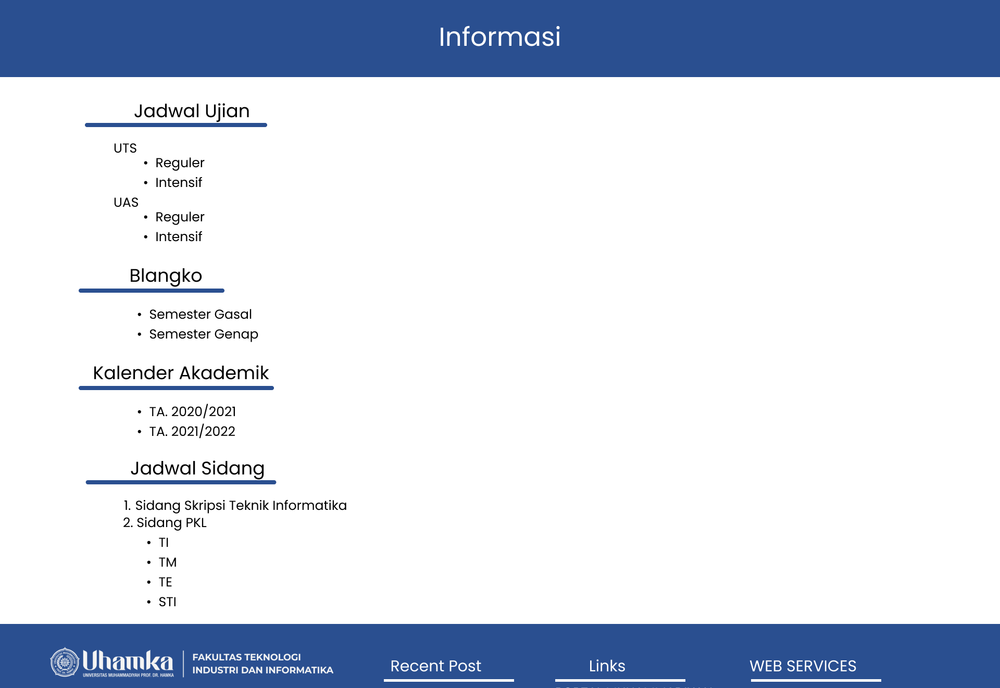 Informasi
Jadwal Ujian
UTS
• Reguler
• Intensif
UAS
• Reguler
• Intensif
Blangko
• Semester Gasal
• Semester Genap
Kalender Akademik
• TA. 2020/2021
• TA. 2021/2022
Jadwal Sidang
1. Sidang Skripsi Teknik Informatika
2. Sidang PKL
• TI
• TM
• TE
• STI
Uhamka
UNIVERSITAS MUHAMMADIYAH PROF. DR. HAMKA
FAKULTAS TEKNOLOGI
INDUSTRI DAN INFORMATIKA
Recent Post
Links
WEB SERVICES